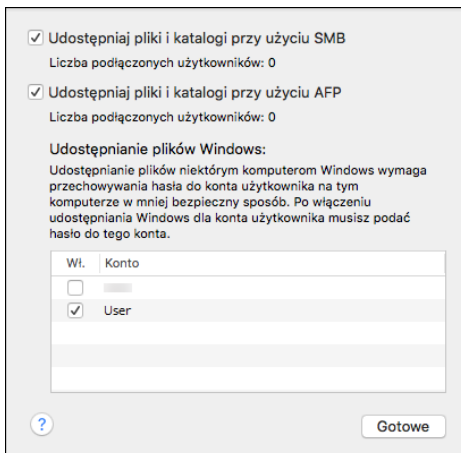 Udostępniaj pliki i katalogi przy użyciu SMB
Liczba podłączonych użytkowników: 0
Udostępniaj pliki i katalogi przy użyciu AFP
Liczba podłączonych użytkowników: 0
Udostępnianie plików Windows:
Udostępnianie plików niektórym komputerom Windows wymaga
przechowywania hasła do konta użytkownika na tym
komputerze w mniej bezpieczny sposób. Po włączeniu
udostępniania Windows dla konta użytkownika musisz podać
hasło do tego konta.
Wł. Konto
User
? Gotowe